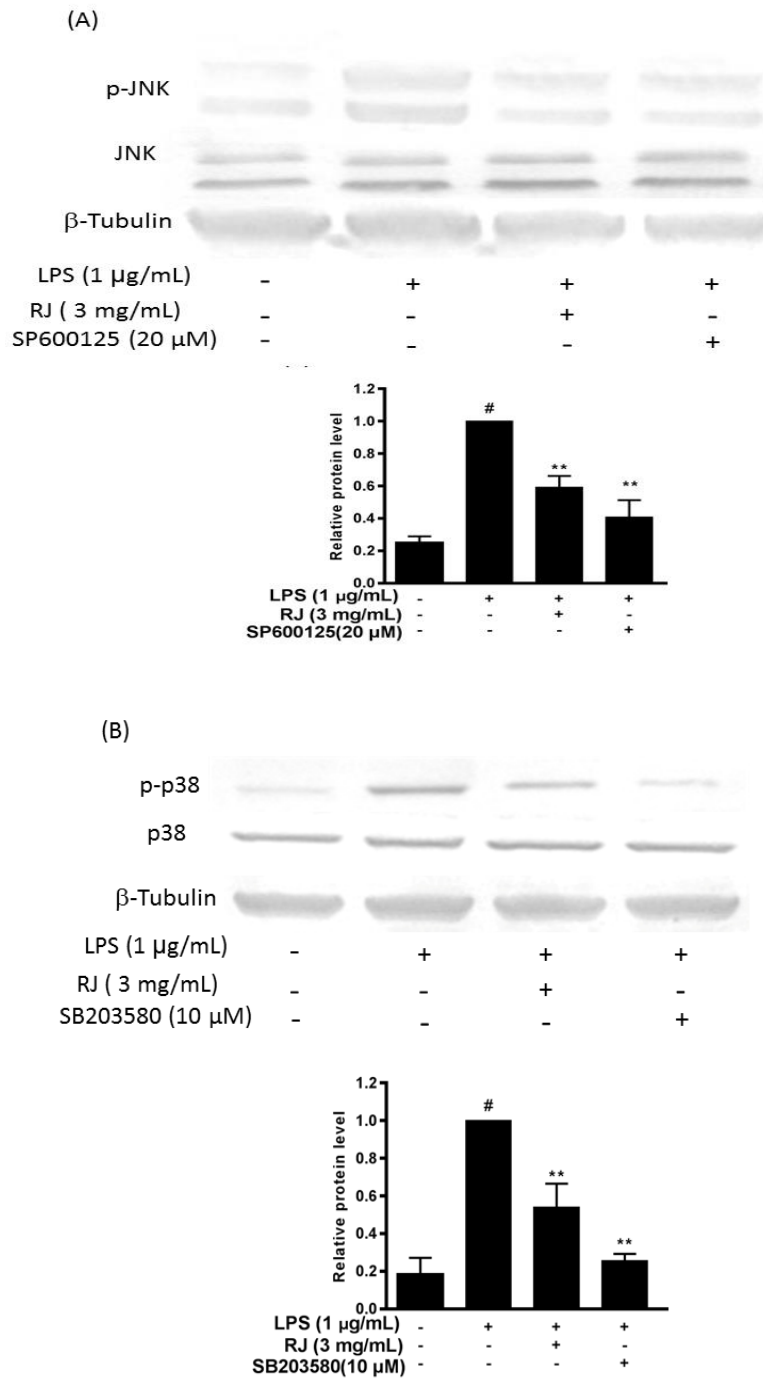 (A)
p-JNK
JNK
β-Tubulin
LPS (1 µg/mL) - + + +
RJ ( 3 mg/mL) - - + -
SP600125 (20 µM) - - - +
1.2
1.0
0.8
0.6
0.4
0.2
0.0
Relative protein level
#
**
**
LPS (1 µg/mL) - + + +
RJ (3 mg/mL) - - + -
SP600125(20 µM) - - - +
(B)
p-p38
p38
β-Tubulin
LPS (1 µg/mL) - + + +
RJ ( 3 mg/mL) - - + -
SB203580 (10 µM) - - - +
1.2
1.0
0.8
0.6
0.4
0.2
0.0
Relative protein level
#
**
**
LPS (1 µg/mL) - + + +
RJ (3 mg/mL) - - + -
SB203580(10 µM) - - - +